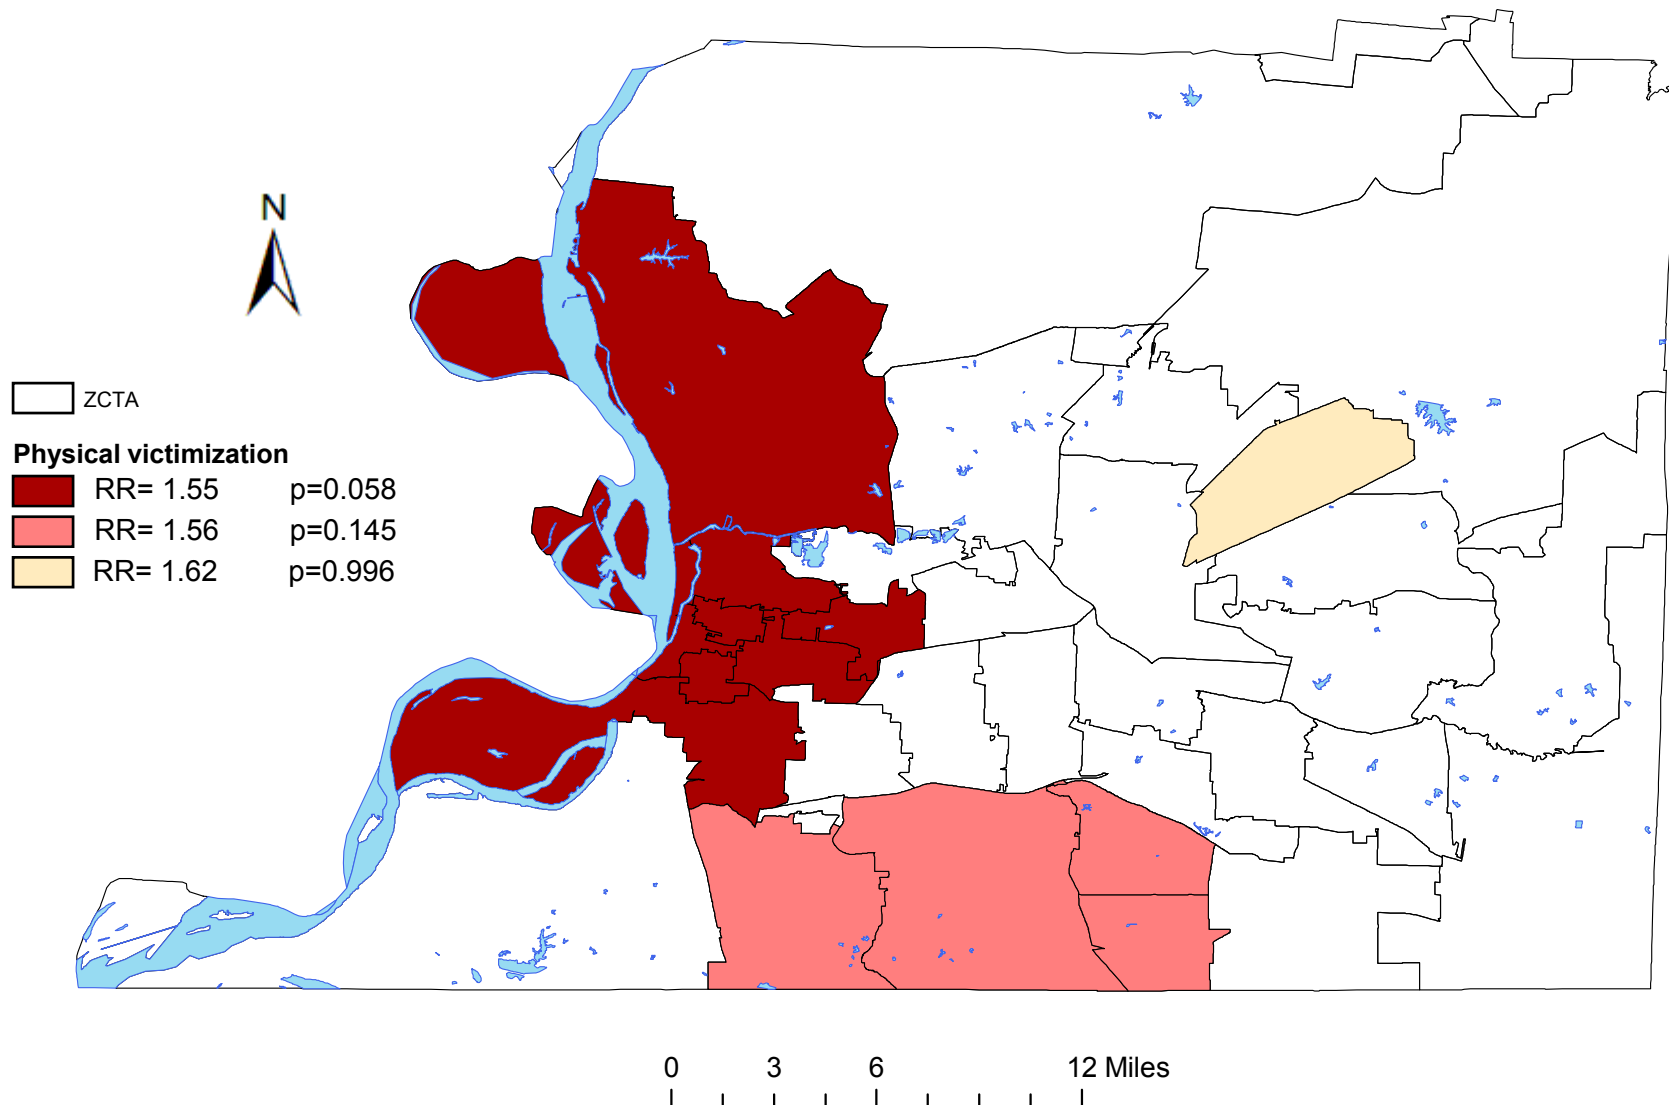 N
ZCTA
Physical victimization
RR= 1.55 p=0.058
RR= 1.56 p=0.145
RR= 1.62 p=0.996
0 3 6 12 Miles